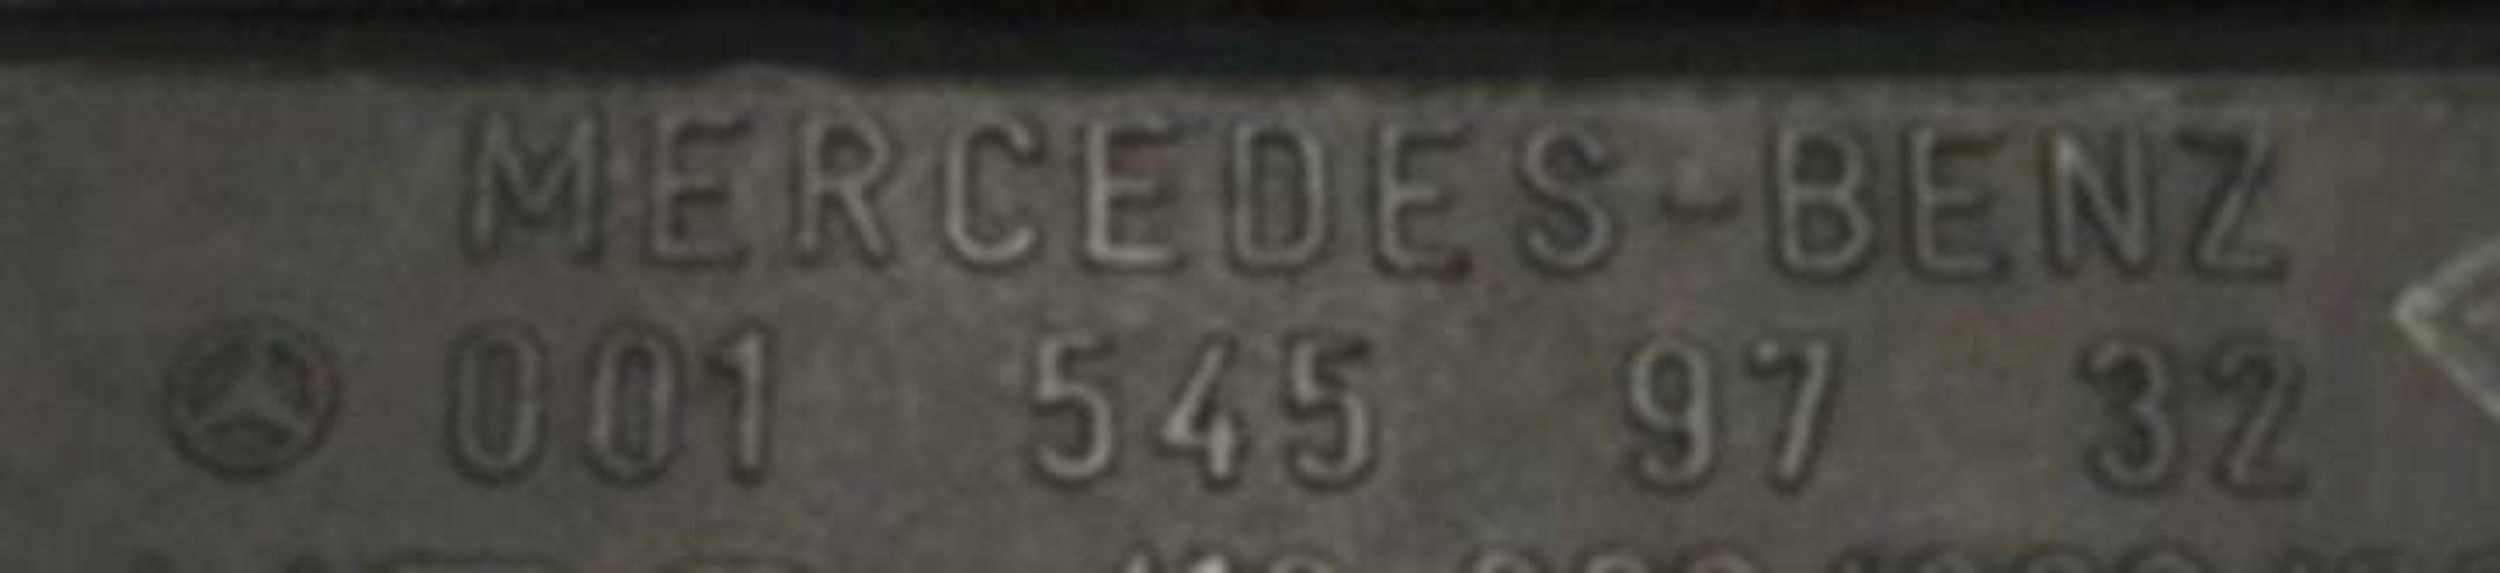 MERCEDES-BENZ
001 545 97 32